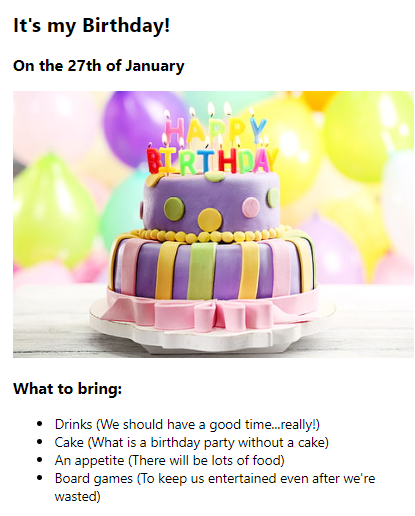 It's my Birthday!
On the 27th of January
HAPPY
BIRTHDAY
What to bring:
Drinks (We should have a good time...really!)
Cake (What is a birthday party without a cake)
An appetite (There will be lots of food)
Board games (To keep us entertained even after we're
wasted)